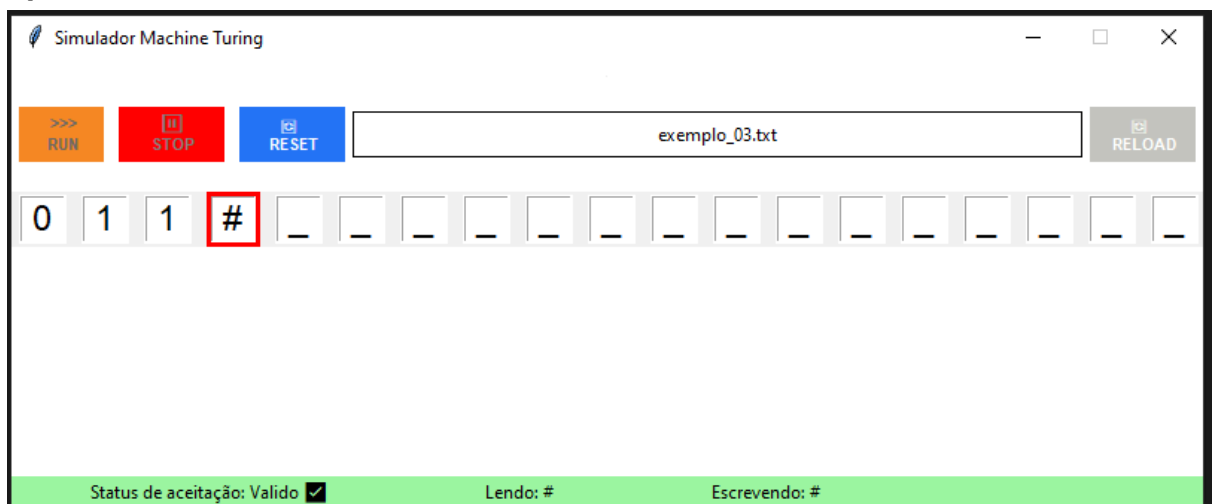 Simulador Machine Turing
>>> RUN
STOP
RESET
exemplo_03.txt
RELOAD
0 1 1 # _ _ _ _ _ _ _ _ _ _ _ _ _ _ _
Status de aceitação: Valido Lendo: # Escrevendo: #